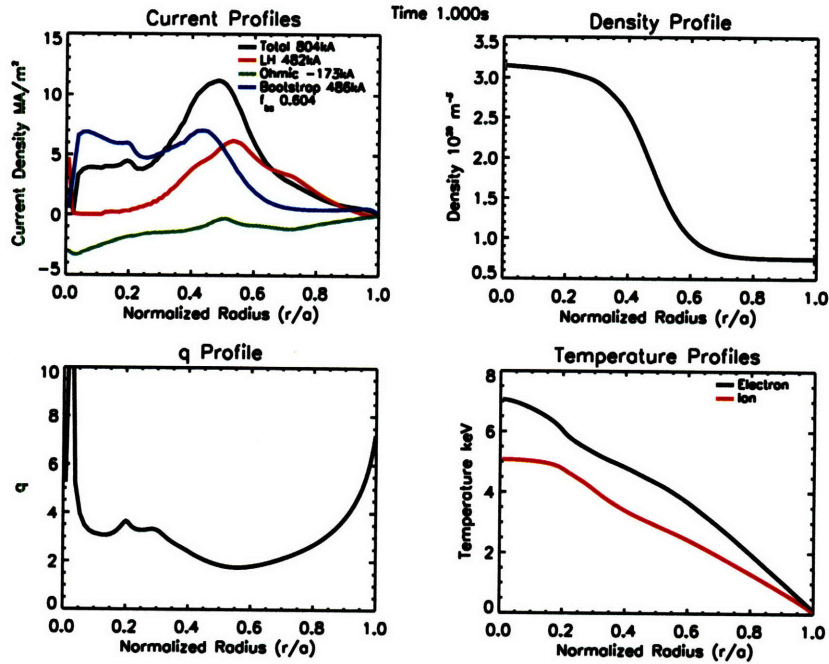 Time 1.000s
Current Profiles
Total 804kA
LH 482kA
Ohmic -173kA
Bootstrap 486kA
f_bs 0.604
Current Density MA/m²
15
10
5
0
-5
0.0 0.2 0.4 0.6 0.8 1.0
Normalized Radius (r/a)
Density Profile
3.5
3.0
2.5
2.0
1.5
1.0
0.5
0.0 0.2 0.4 0.6 0.8 1.0
Normalized Radius (r/a)
q Profile
q
10
8
6
4
2
0
0.0 0.2 0.4 0.6 0.8 1.0
Normalized Radius (r/a)
Temperature Profiles
Electron
Ion
Temperature keV
8
6
4
2
0
0.0 0.2 0.4 0.6 0.8 1.0
Normalized Radius (r/a)